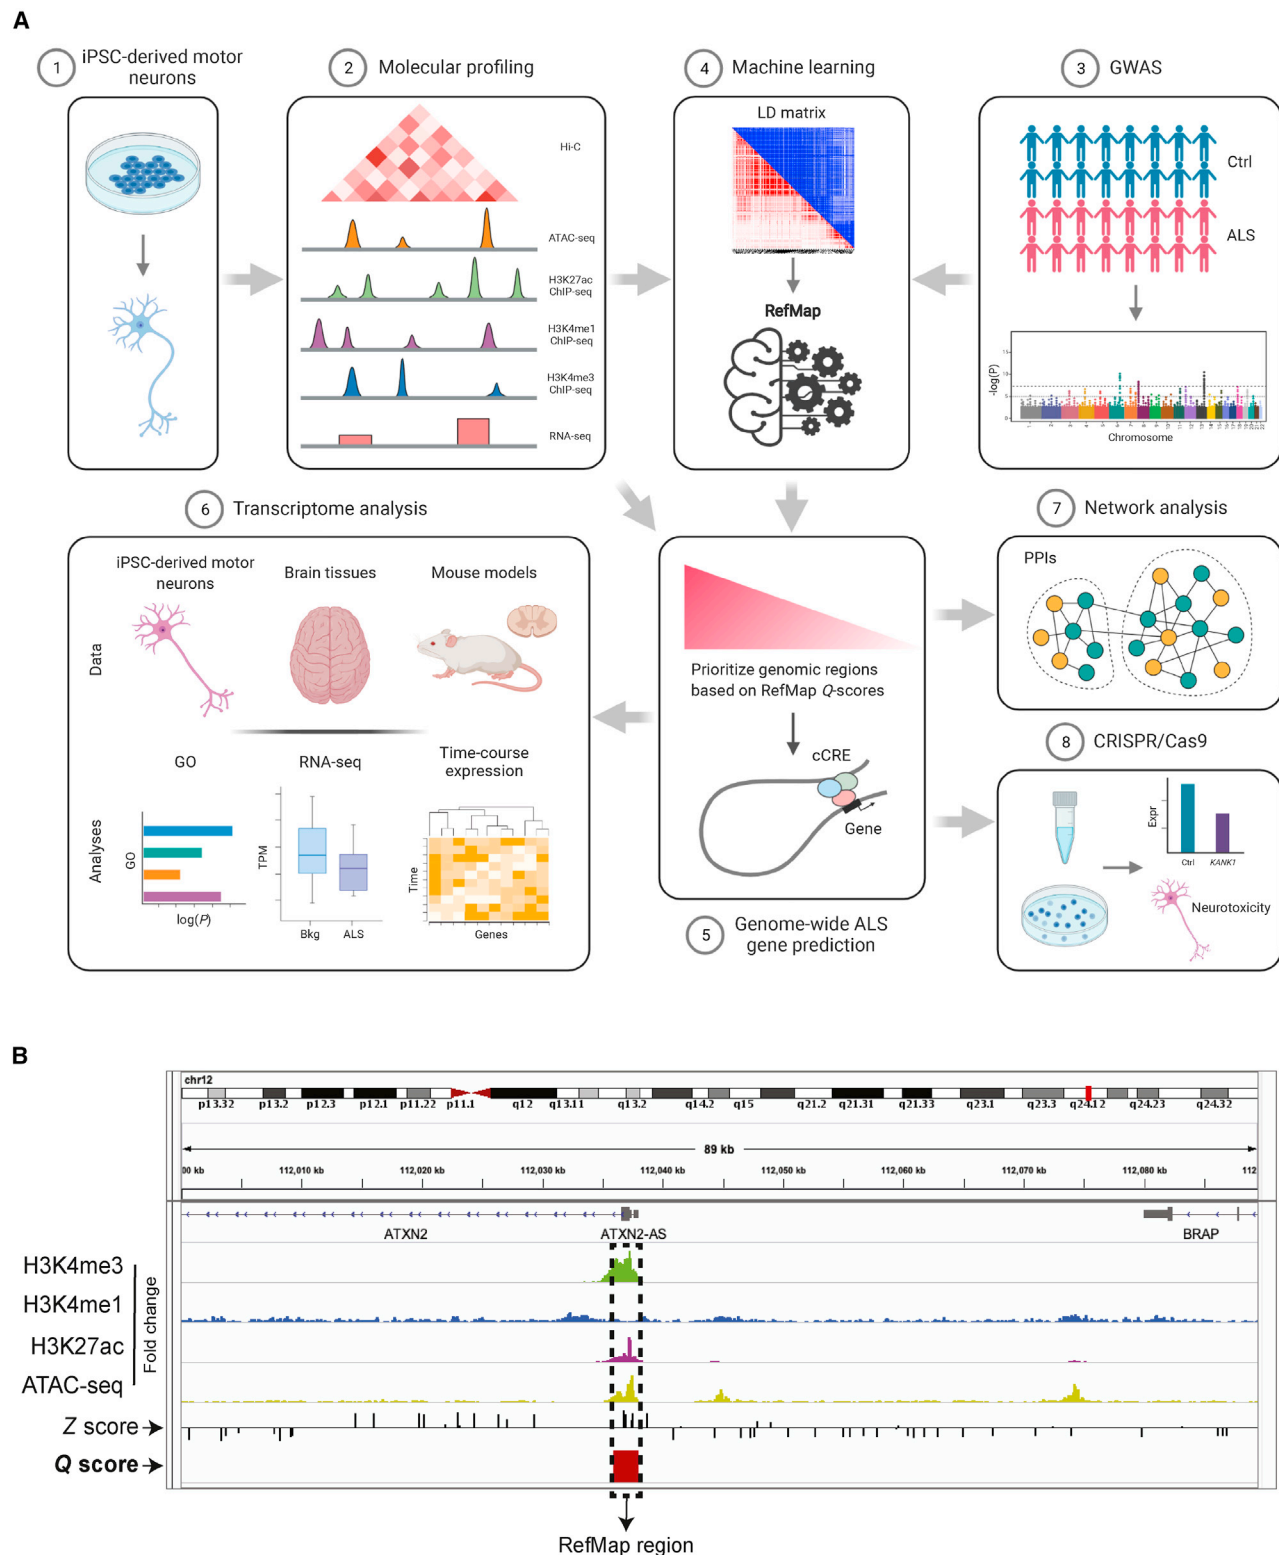 A
1 iPSC-derived motor
neurons
2 Molecular profiling
Hi-C
ATAC-seq
H3K27ac
ChIP-seq
H3K4me1
ChIP-seq
H3K4me3
ChIP-seq
RNA-seq
4 Machine learning
LD matrix
RefMap
3 GWAS
Ctrl
ALS
-log(P)
15
10
5
0
Chromosome
6 Transcriptome analysis
Data
iPSC-derived motor
neurons
Brain tissues
Mouse models
Analyses
GO
GO
log(P)
RNA-seq
TPM
Bkg ALS
Time-course
expression
Time
Genes
Prioritize genomic regions
based on RefMap Q-scores
cCRE
Gene
5 Genome-wide ALS
gene prediction
7 Network analysis
PPIs
8 CRISPR/Cas9
Expr
Ctrl KANK1
Neurotoxicity
B
chr12
p13.32 p13.2 p12.3 p12.1 p11.22 p11.1 q12 q13.11 q13.2 q14.2 q15 q21.2 q21.31 q21.33 q23.1 q23.3 q24.12 q24.23 q24.32
89 kb
00 kb 112,010 kb 112,020 kb 112,030 kb 112,040 kb 112,050 kb 112,060 kb 112,070 kb 112,080 kb 112
ATXN2 ATXN2-AS BRAP
H3K4me3
H3K4me1
H3K27ac
ATAC-seq
Fold change
Z score
Q score
RefMap region